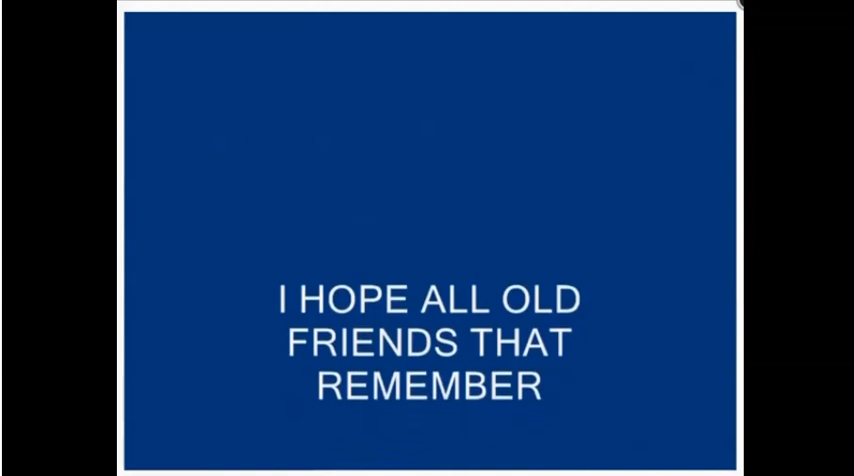 I HOPE ALL OLD
FRIENDS THAT
REMEMBER